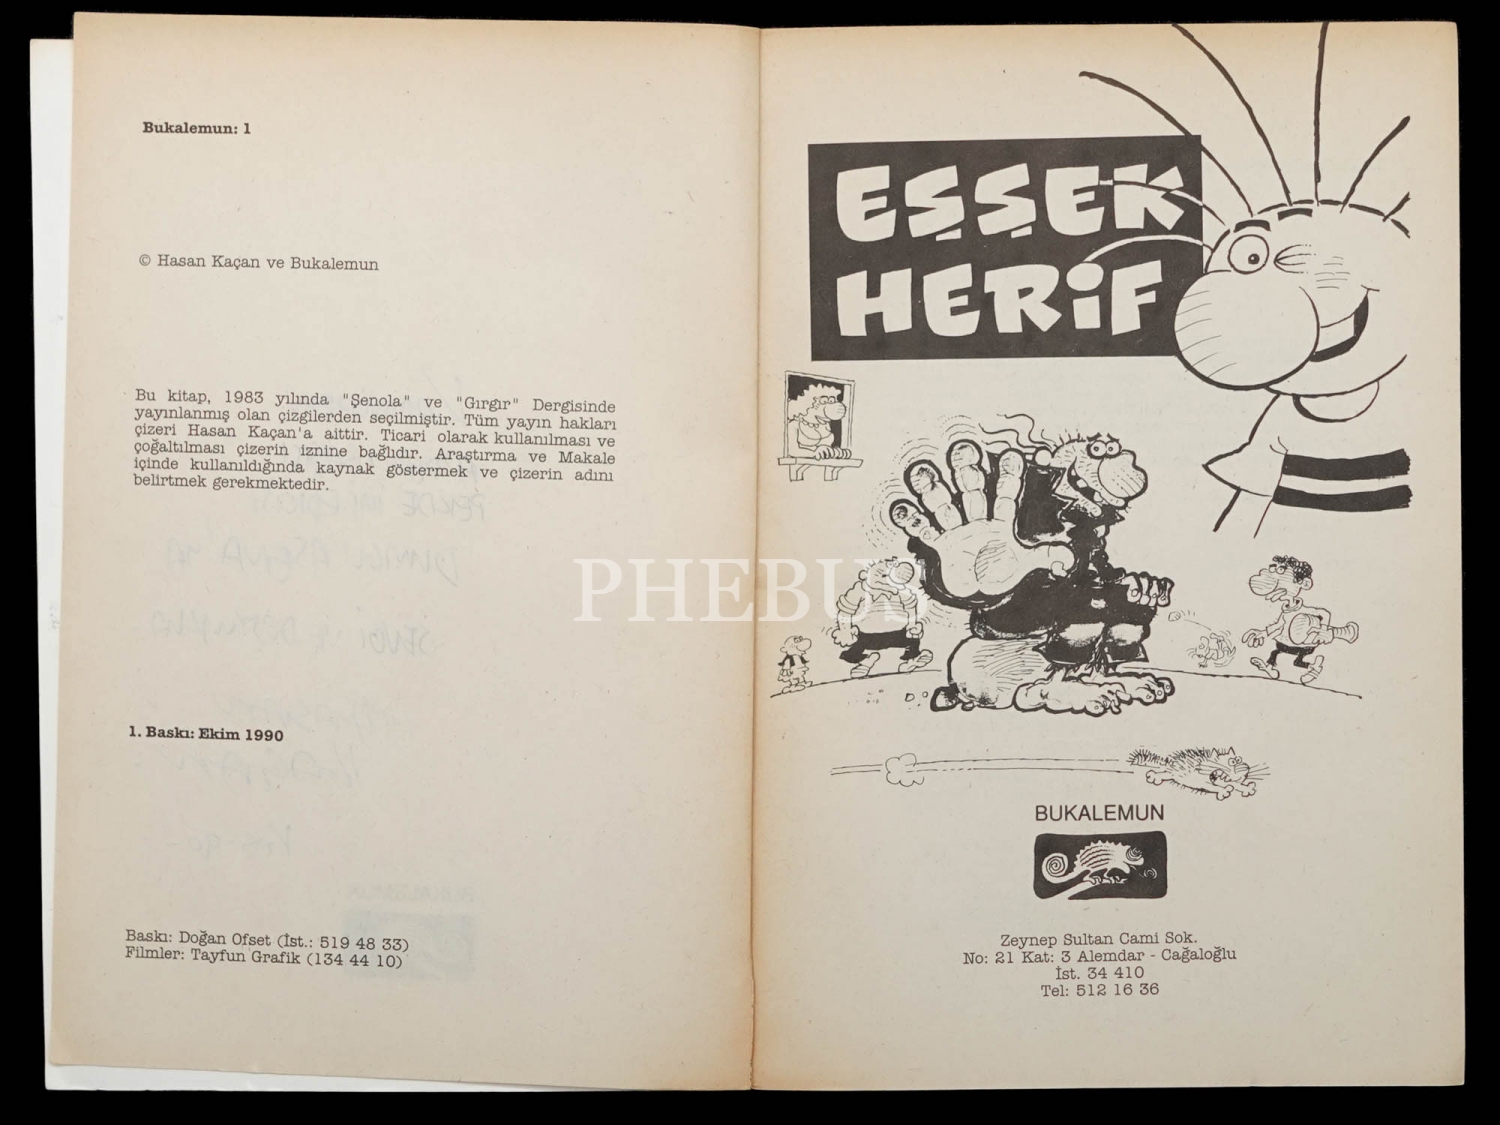 Bukalemun: 1
© Hasan Kaçan ve Bukalemun
Bu kitap, 1983 yılında "Şenola" ve "Gırgır" Dergisinde
yayınlanmış olan çizgilerden seçilmiştir. Tüm yayın hakları
çizeri Hasan Kaçan'a aittir. Ticari olarak kullanılması ve
çoğaltılması çizerin iznine bağlıdır. Araştırma ve Makale
içinde kullanıldığında kaynak göstermek ve çizerin adını
belirtmek gerekmektedir.
1. Baskı: Ekim 1990
Baskı: Doğan Ofset (İst.: 519 48 33)
Filmler: Tayfun Grafik (134 44 10)
EŞŞEK
HERİF
PHEBUS
BUKALEMUN
Zeynep Sultan Cami Sok.
No: 21 Kat: 3 Alemdar - Cağaloğlu
İst. 34 410
Tel: 512 16 36